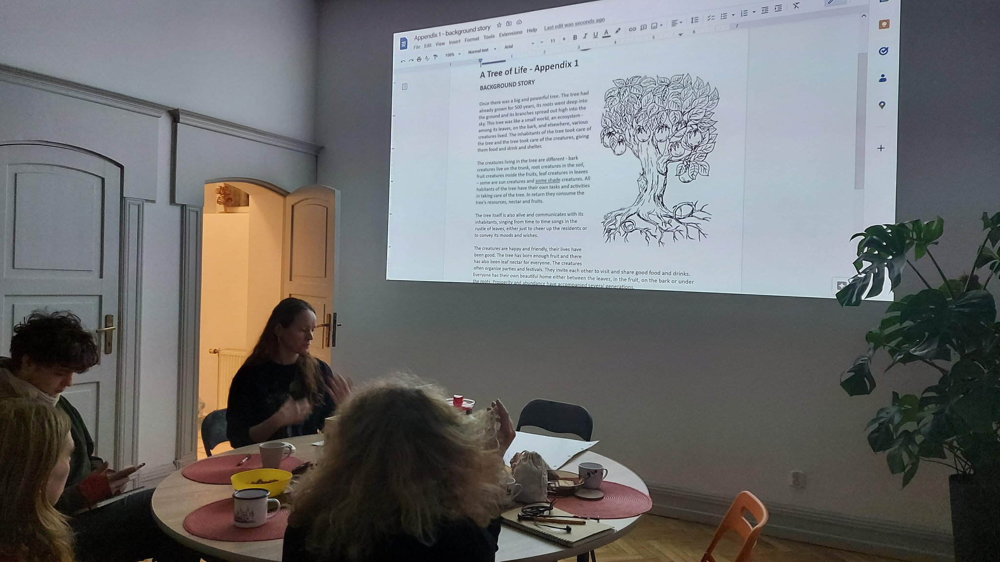 Appendix 1 - background story
File Edit View Insert Format Tools Extensions Help Last edit was seconds ago
100% Normal text Arial 11
A Tree of Life - Appendix 1
BACKGROUND STORY
Once there was a big and powerful tree. The tree had
already grown for 500 years, its roots went deep into
the ground and its branches spread out high into the
sky. This tree was like a small world, an ecosystem -
among its leaves, on the bark, and elsewhere, various
creatures lived. The inhabitants of the tree took care of
the tree and the tree took care of the creatures, giving
them food and drink and shelter.
The creatures living in the tree are different - bark
creatures live on the trunk, root creatures in the soil,
fruit creatures inside the fruits, leaf creatures in leaves
– some are sun creatures and some shade creatures. All
habitants of the tree have their own tasks and activities
in taking care of the tree. In return they consume the
tree's resources, nectar and fruits.
The tree itself is also alive and communicates with its
inhabitants, singing from time to time songs in the
rustle of leaves, either just to cheer up the residents or
to convey its moods and wishes.
The creatures are happy and friendly, their lives have
been good. The tree has born enough fruit and there
has also been leaf nectar for everyone. The creatures
often organize parties and festivals. They invite each other to visit and share good food and drinks.
Everyone has their own beautiful home either between the leaves, in the fruit, on the bark or under
the roots. Prosperity and abundance have accompanied several generations.